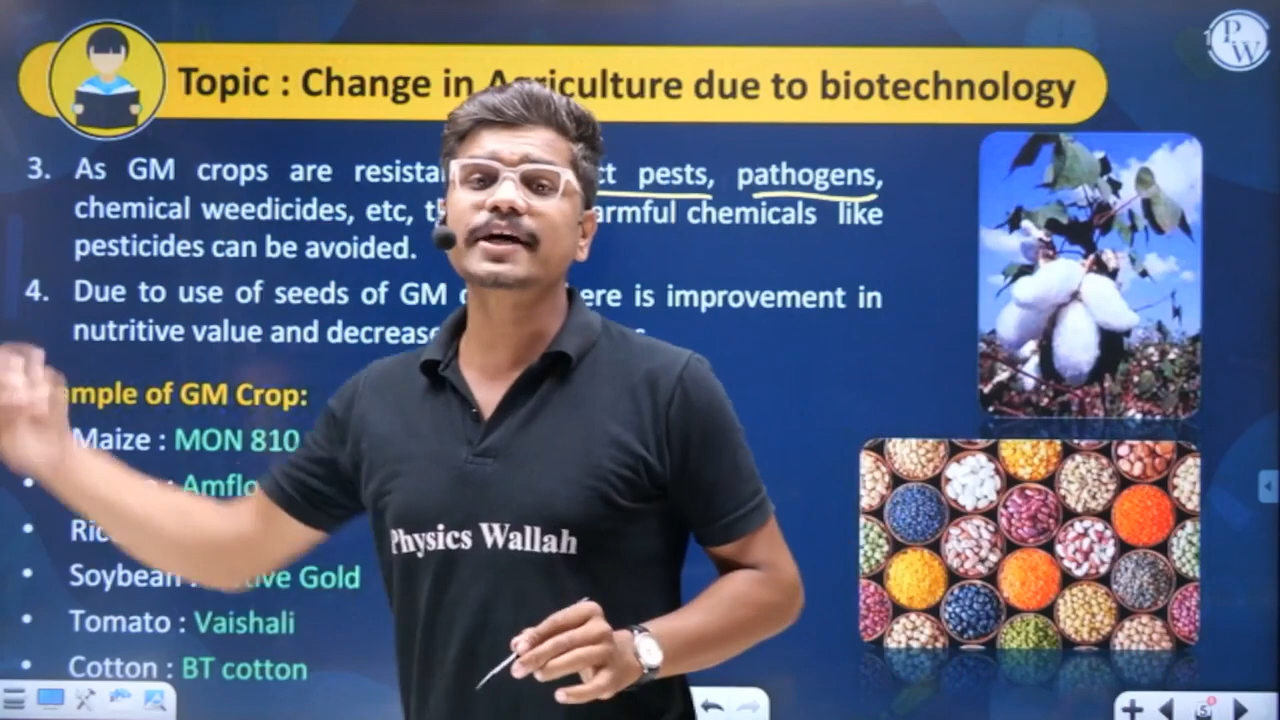 Topic : Change in Agriculture due to biotechnology
PW
3. As GM crops are resista ct pests, pathogens,
chemical weedicides, etc, t armful chemicals like
pesticides can be avoided.
4. Due to use of seeds of GM ere is improvement in
nutritive value and decreas
ample of GM Crop:
Maize : MON 810
• Amflo
• Ric
• Soybean : tive Gold
• Tomato : Vaishali
• Cotton : BT cotton
Physics Wallah